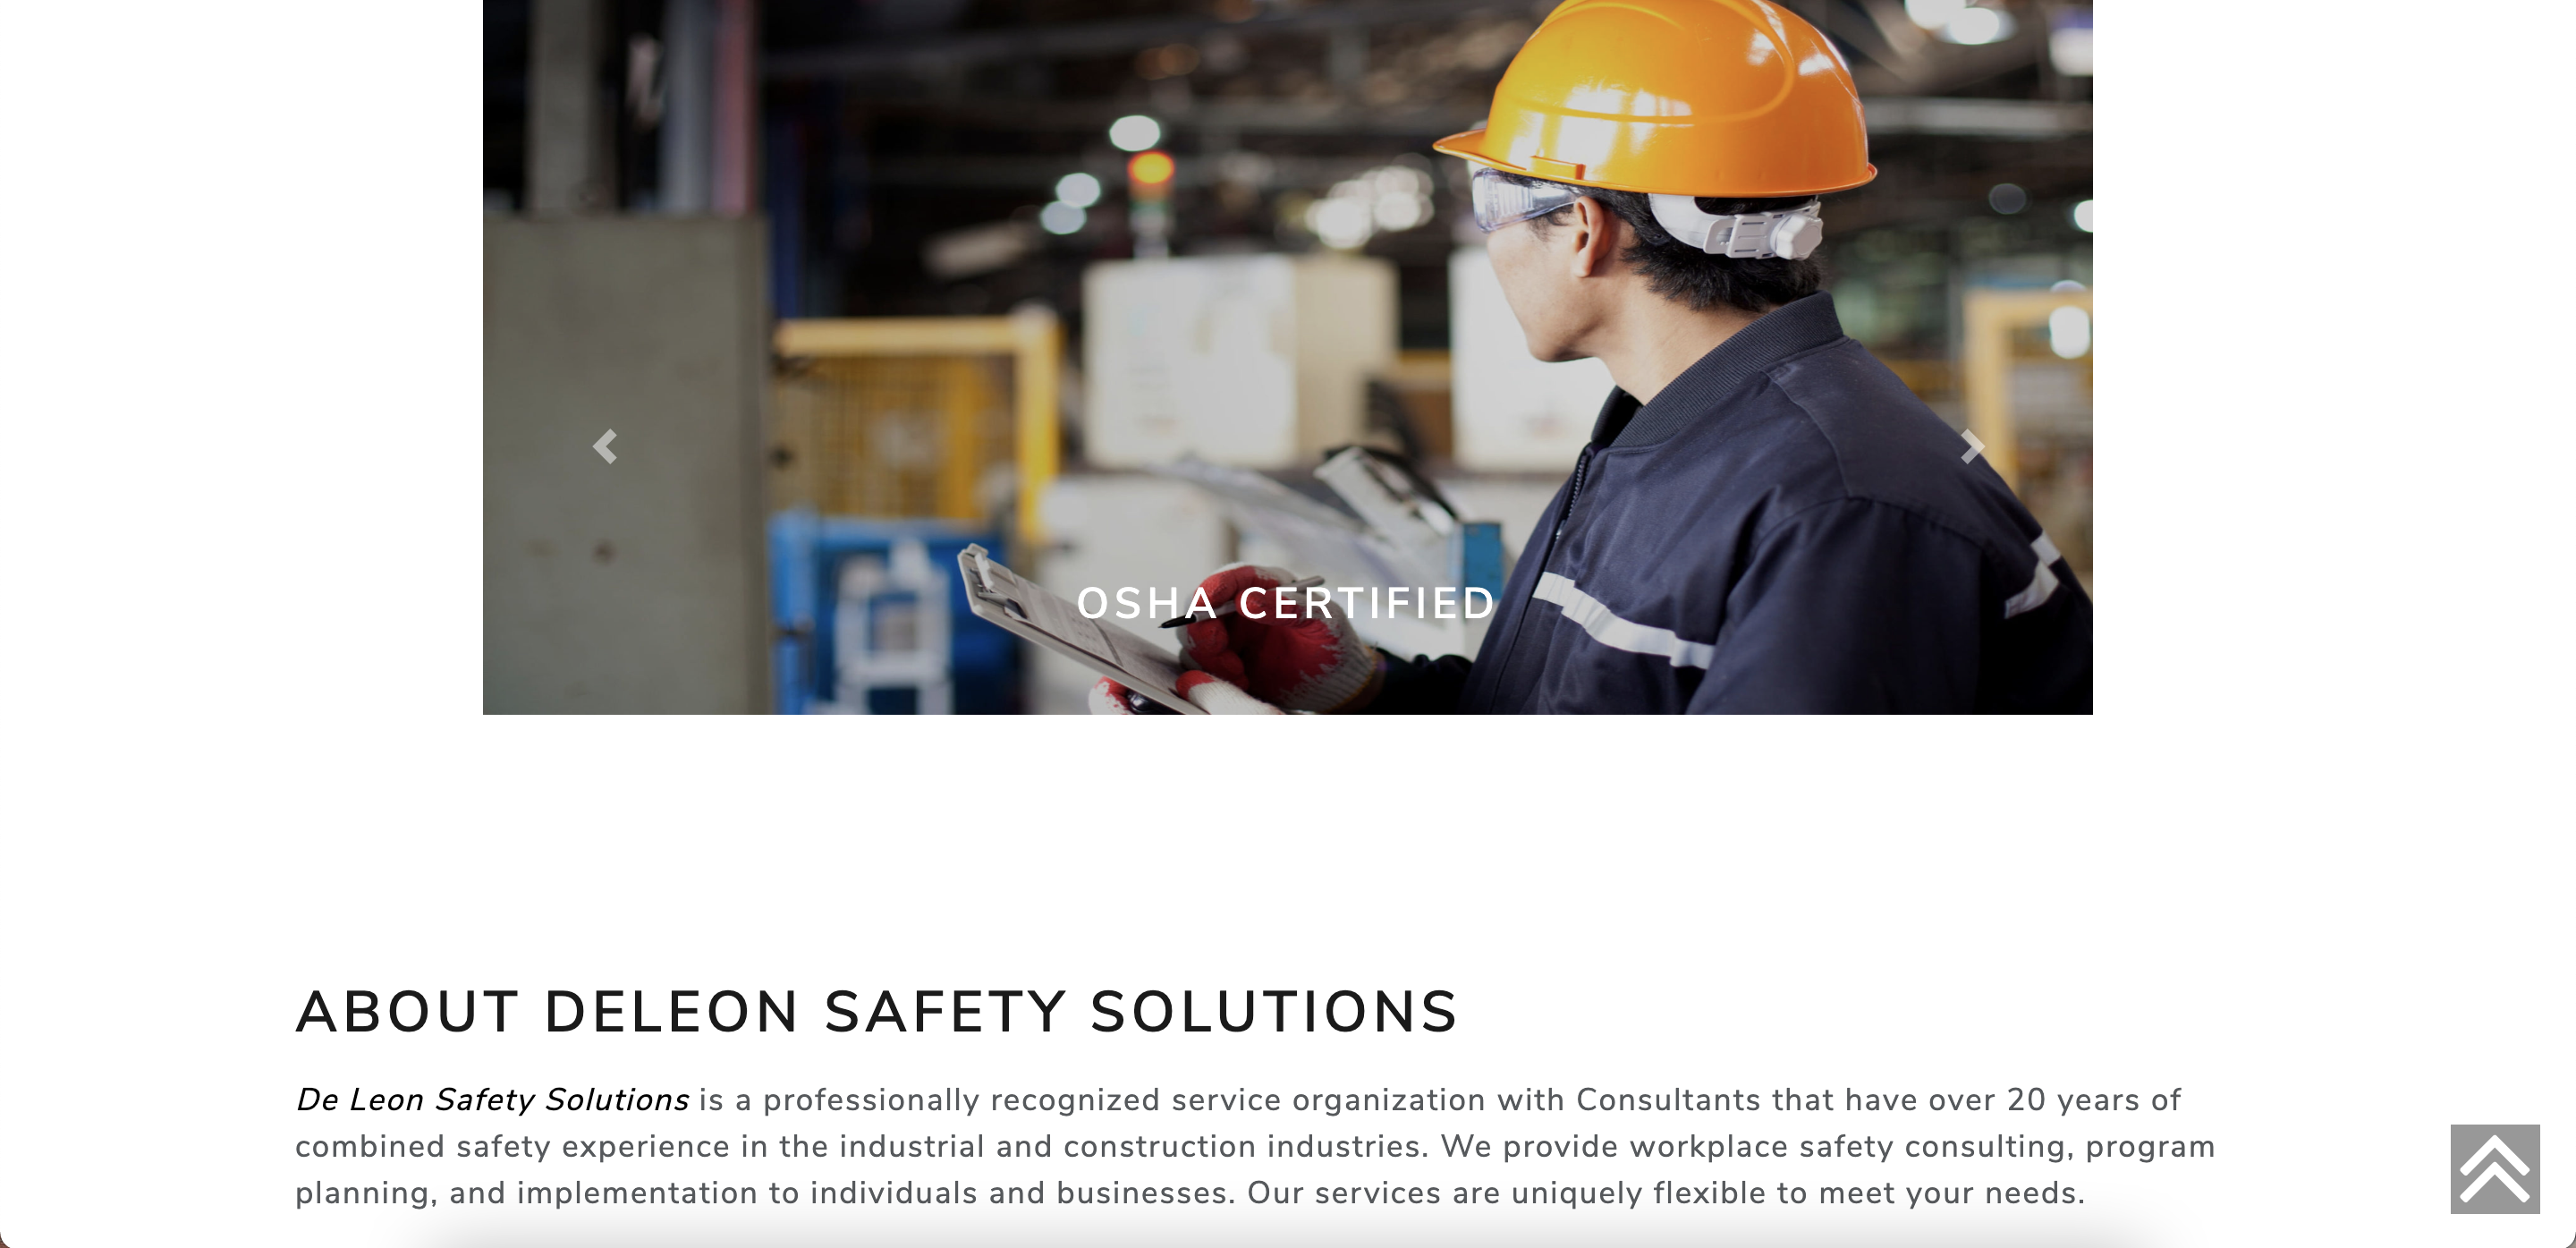 OSHA CERTIFIED
ABOUT DELEON SAFETY SOLUTIONS
De Leon Safety Solutions is a professionally recognized service organization with Consultants that have over 20 years of
combined safety experience in the industrial and construction industries. We provide workplace safety consulting, program
planning, and implementation to individuals and businesses. Our services are uniquely flexible to meet your needs.